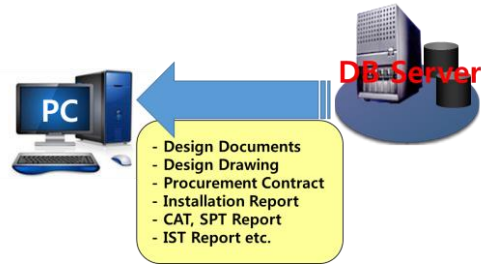 DB Server
PC
- Design Documents
- Design Drawing
- Procurement Contract
- Installation Report
- CAT, SPT Report
- IST Report etc.